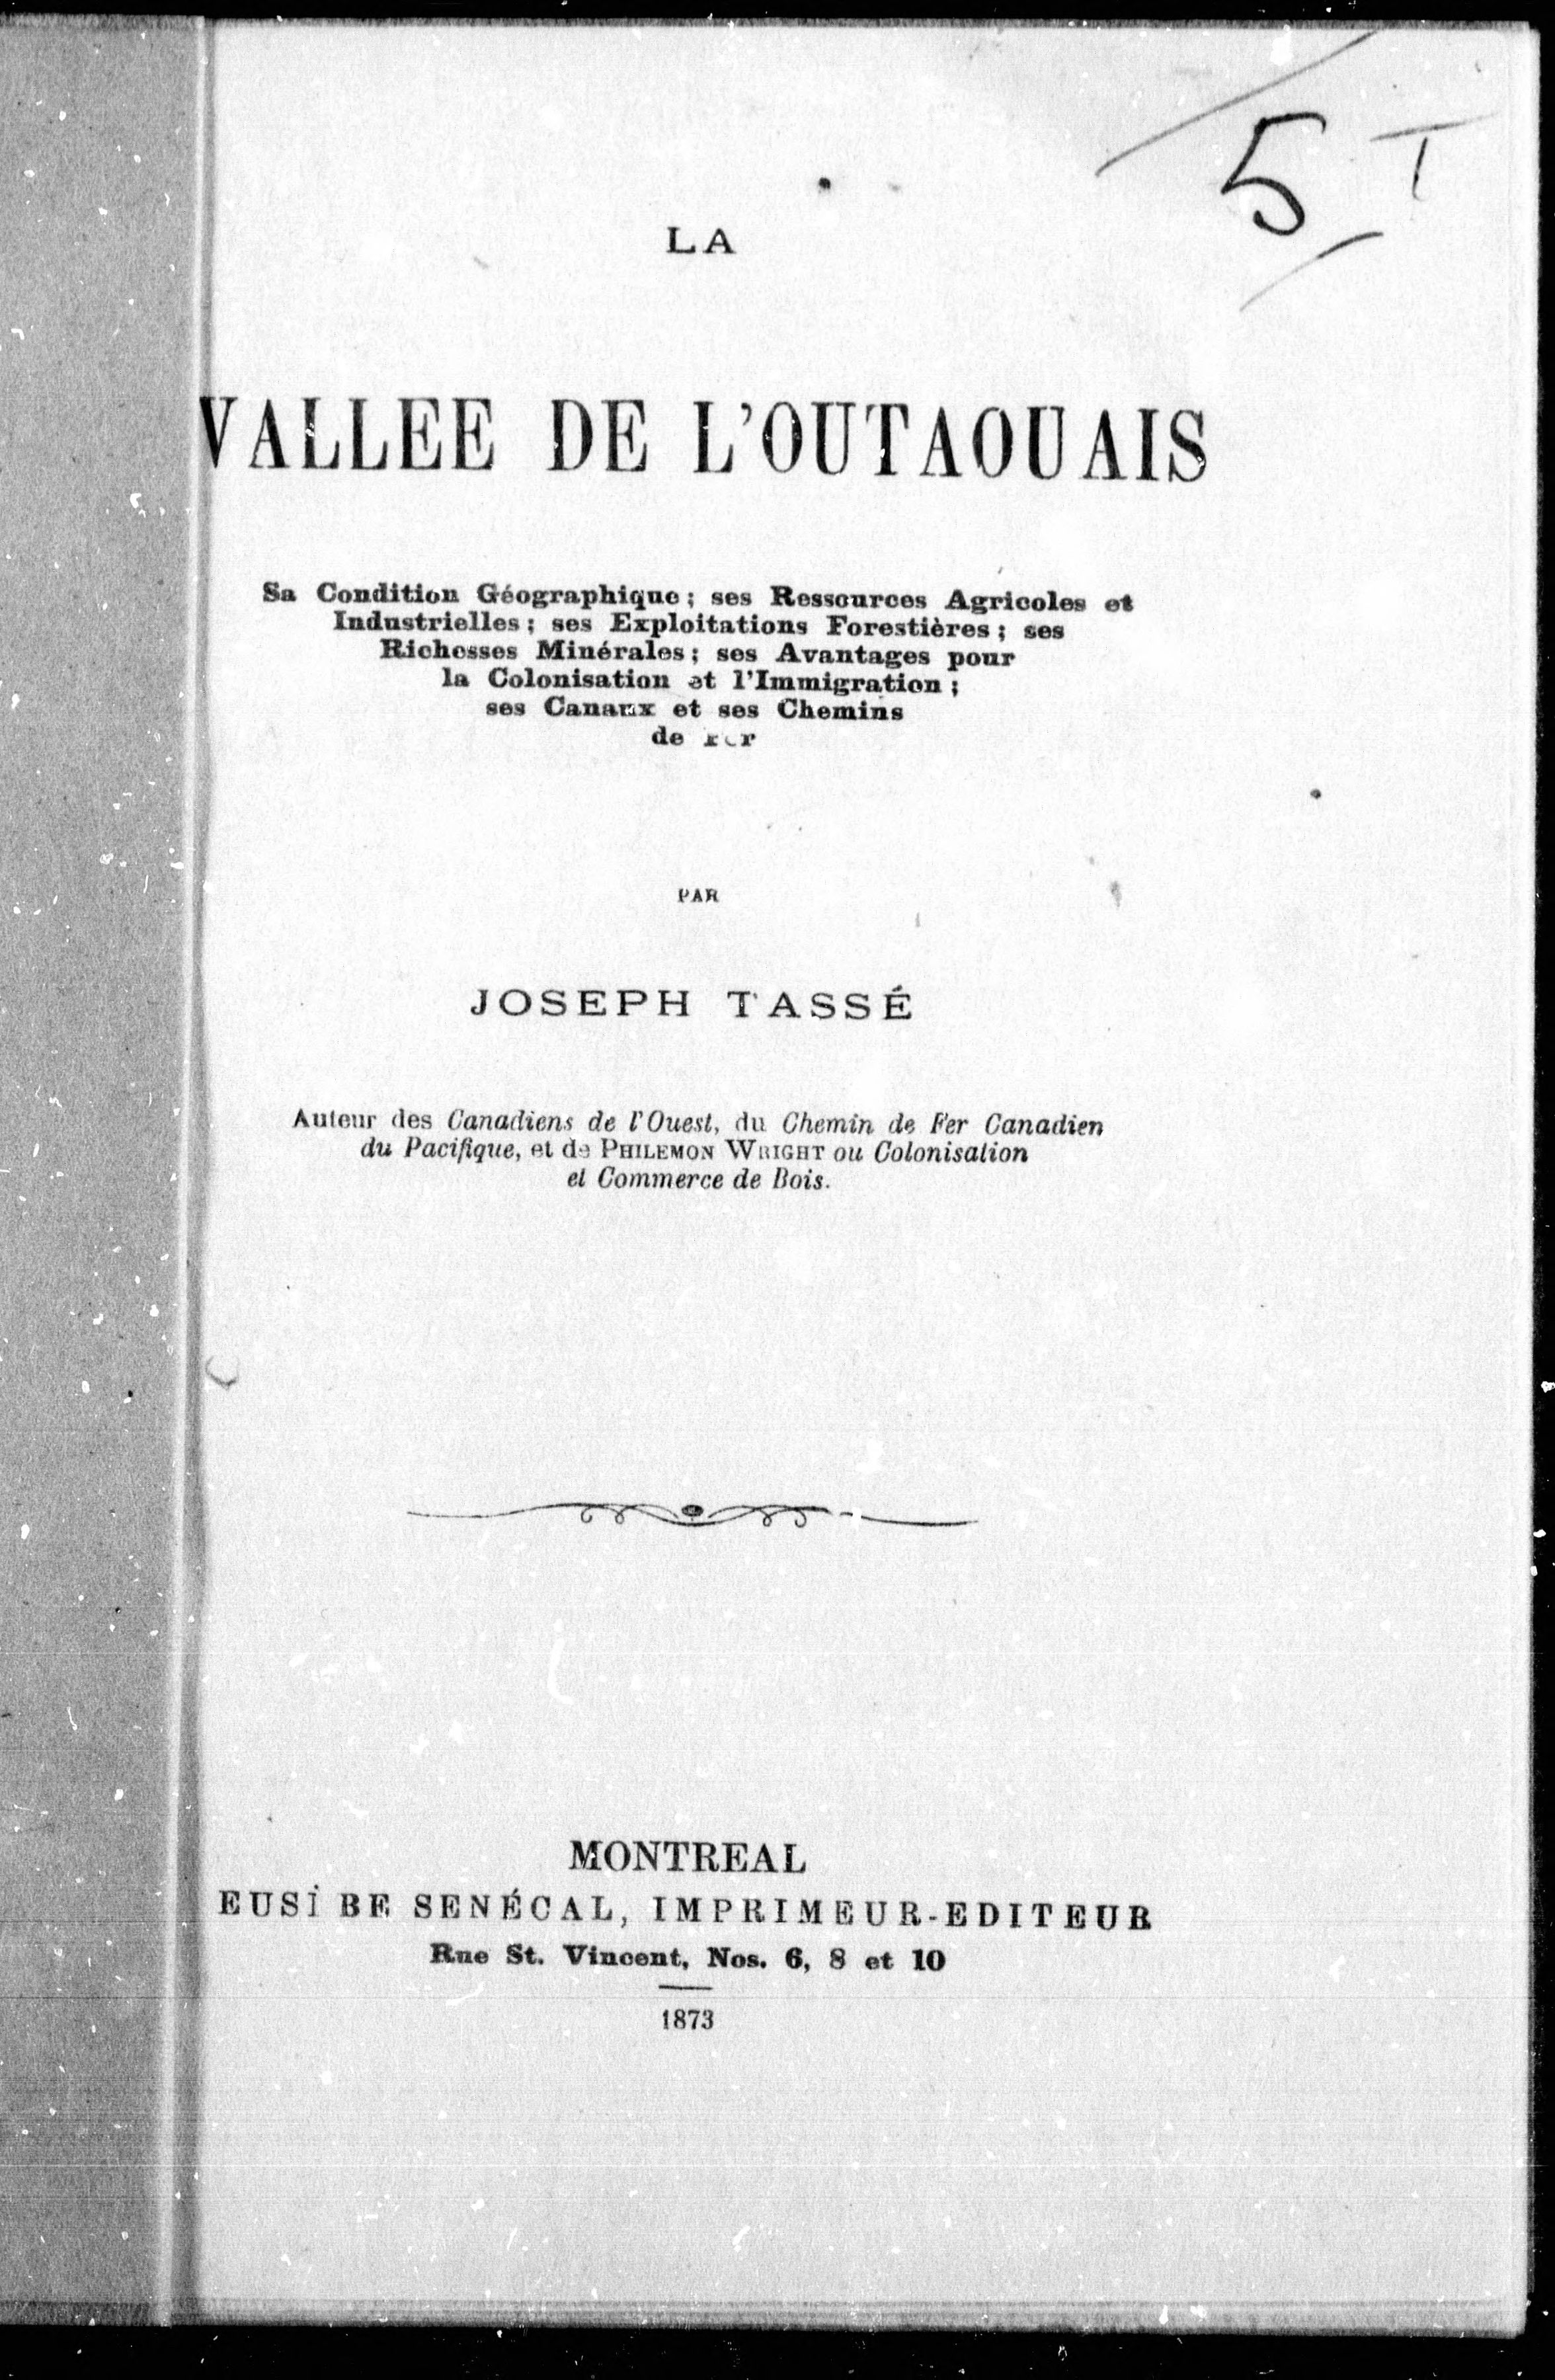 5 T
LA
VALLEE DE L'OUTAOUAIS
Sa Condition Géographique; ses Ressources Agricoles et
Industrielles; ses Exploitations Forestières; ses
Richesses Minérales; ses Avantages pour
la Colonisation et l'Immigration;
ses Canaux et ses Chemins
de Fer
PAR
JOSEPH TASSÉ
Auteur des Canadiens de l'Ouest, du Chemin de Fer Canadien
du Pacifique, et de PHILEMON WRIGHT ou Colonisation
et Commerce de Bois.
MONTREAL
EUSÈBE SENÉCAL, IMPRIMEUR-EDITEUR
Rue St. Vincent, Nos. 6, 8 et 10
1873